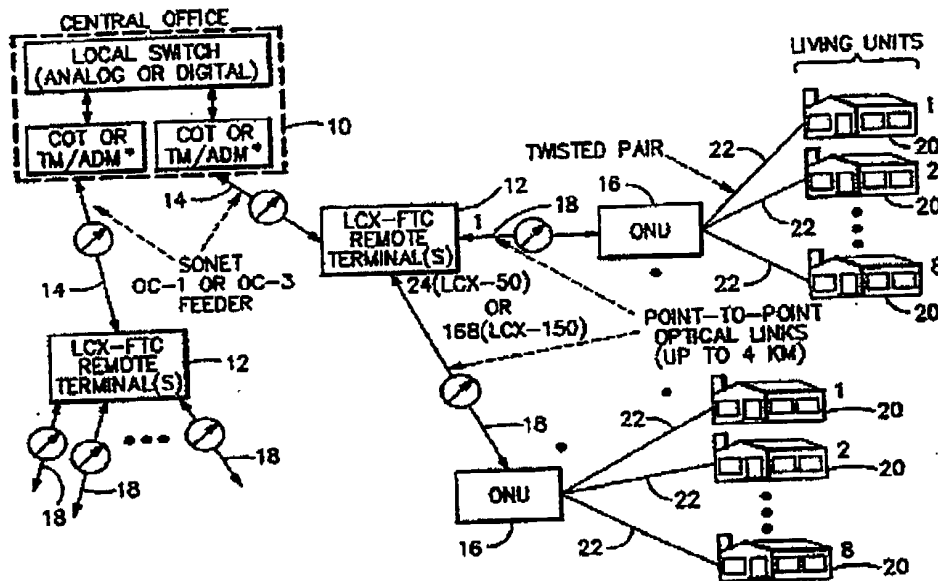 CENTRAL OFFICE
LOCAL SWITCH
(ANALOG OR DIGITAL)
COT OR
TM/ADM*
COT OR
TM/ADM*
10
14
SONET
OC-1 OR OC-3
FEEDER
14
LCX-FTC
REMOTE
TERMINAL(S)
12
18
18
18
LCX-FTC
REMOTE
TERMINAL(S)
12
1
18
24(LCX-50)
OR
168(LCX-150)
POINT-TO-POINT
OPTICAL LINKS
(UP TO 4 KM)
16
ONU
TWISTED PAIR
22
22
22
LIVING UNITS
1
20
2
20
8
20
18
ONU
16
22
22
22
1
20
2
20
8
20